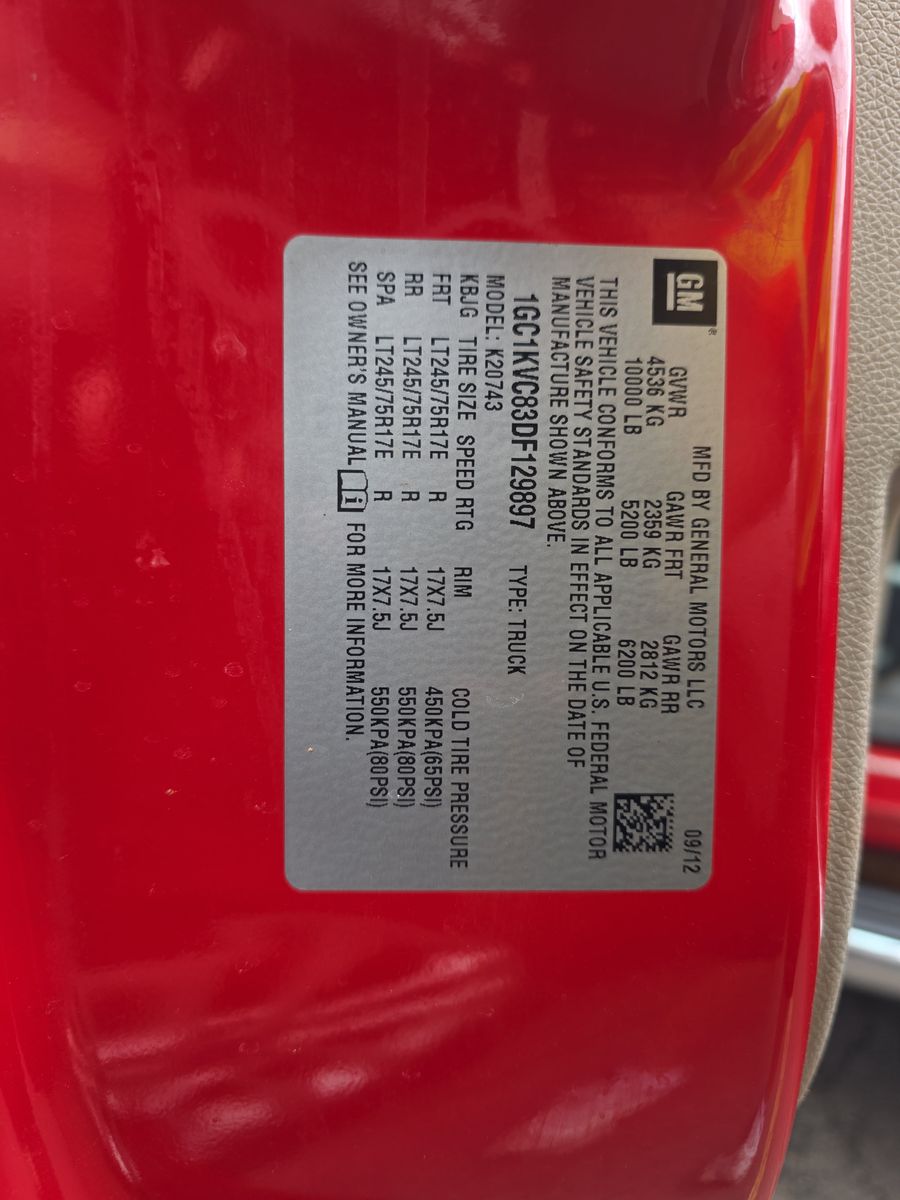 GM ®
MFD BY GENERAL MOTORS LLC 09/12
GVWR GAWR FRT GAWR RR
4536 KG 2359 KG 2812 KG
10000 LB 5200 LB 6200 LB
THIS VEHICLE CONFORMS TO ALL APPLICABLE U.S. FEDERAL MOTOR
VEHICLE SAFETY STANDARDS IN EFFECT ON THE DATE OF
MANUFACTURE SHOWN ABOVE.
1GC1KVC83DF129897 TYPE: TRUCK
MODEL: K20743
KBJG TIRE SIZE SPEED RTG RIM COLD TIRE PRESSURE
FRT LT245/75R17E R 17X7.5J 450KPA(65PSI)
RR LT245/75R17E R 17X7.5J 550KPA(80PSI)
SPA LT245/75R17E R 17X7.5J 550KPA(80PSI)
SEE OWNER'S MANUAL i FOR MORE INFORMATION.